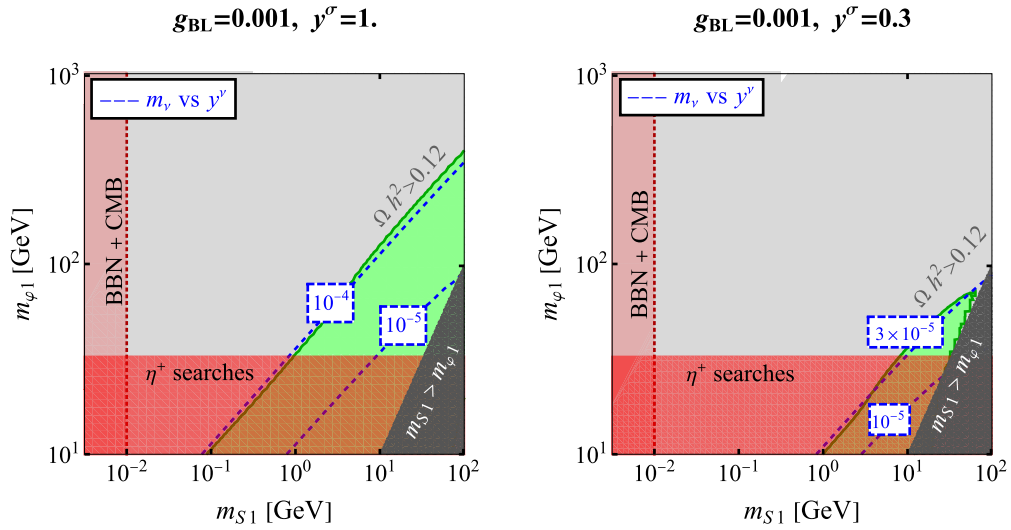 g_BL=0.001, y^σ=1.
10^3
--- m_ν vs y^ν
BBN + CMB
Ω h^2>0.12
m_φ1 [GeV]
10^2
10^-4
10^-5
η^+ searches
m_S1 > m_φ1
10^1
10^-2 10^-1 10^0 10^1 10^2
m_S1 [GeV]
g_BL=0.001, y^σ=0.3
10^3
--- m_ν vs y^ν
BBN + CMB
Ω h^2>0.12
m_φ1 [GeV]
10^2
3 × 10^-5
η^+ searches
m_S1 > m_φ1
10^-5
10^1
10^-2 10^-1 10^0 10^1 10^2
m_S1 [GeV]